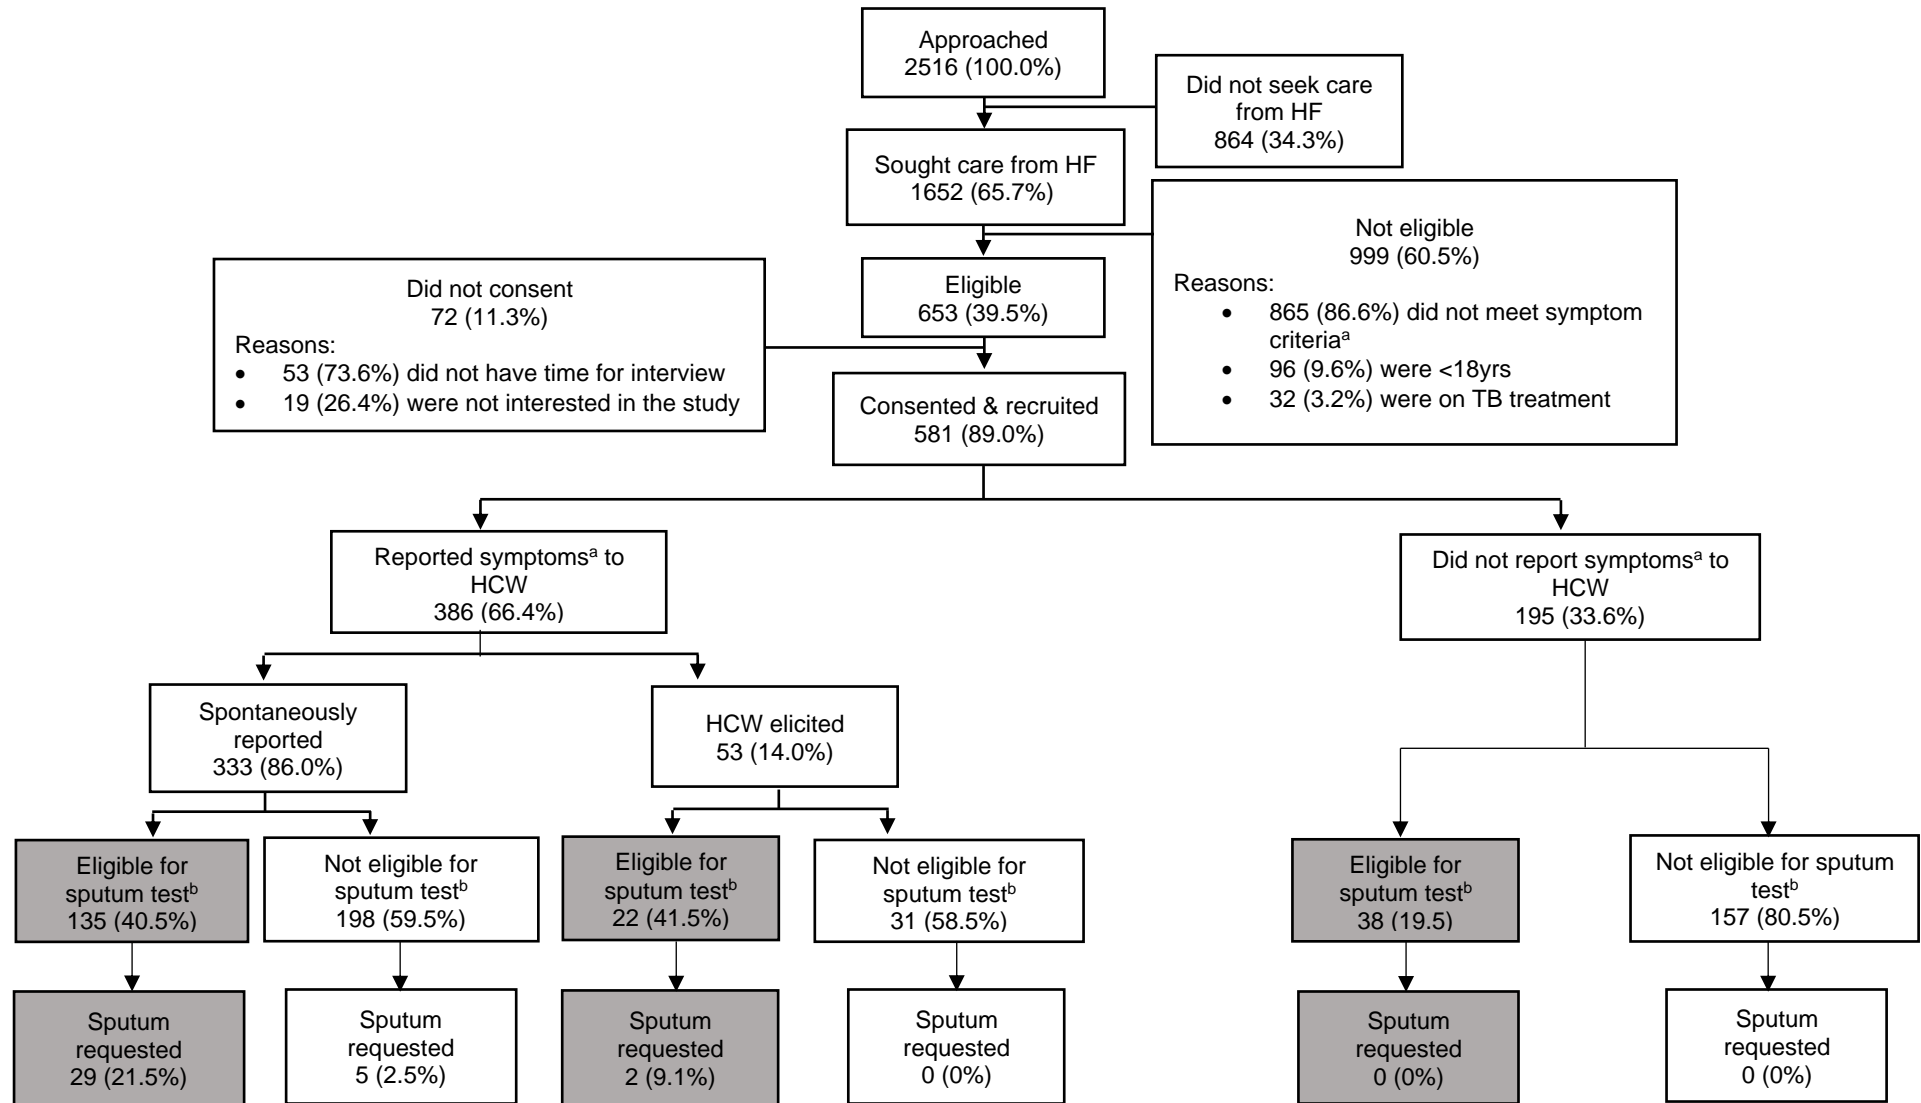 Approached
2516 (100.0%)
Did not seek care
from HF
864 (34.3%)
Sought care from HF
1652 (65.7%)
Not eligible
999 (60.5%)
Reasons:
• 865 (86.6%) did not meet symptom
criteriaᵃ
• 96 (9.6%) were <18yrs
• 32 (3.2%) were on TB treatment
Eligible
653 (39.5%)
Did not consent
72 (11.3%)
Reasons:
• 53 (73.6%) did not have time for interview
• 19 (26.4%) were not interested in the study
Consented & recruited
581 (89.0%)
Reported symptomsᵃ to
HCW
386 (66.4%)
Did not report symptomsᵃ to
HCW
195 (33.6%)
Spontaneously
reported
333 (86.0%)
HCW elicited
53 (14.0%)
Eligible for
sputum testᵇ
135 (40.5%)
Not eligible for
sputum testᵇ
198 (59.5%)
Eligible for
sputum testᵇ
22 (41.5%)
Not eligible for
sputum testᵇ
31 (58.5%)
Eligible for
sputum testᵇ
38 (19.5)
Not eligible for sputum
testᵇ
157 (80.5%)
Sputum
requested
29 (21.5%)
Sputum
requested
5 (2.5%)
Sputum
requested
2 (9.1%)
Sputum
requested
0 (0%)
Sputum
requested
0 (0%)
Sputum
requested
0 (0%)